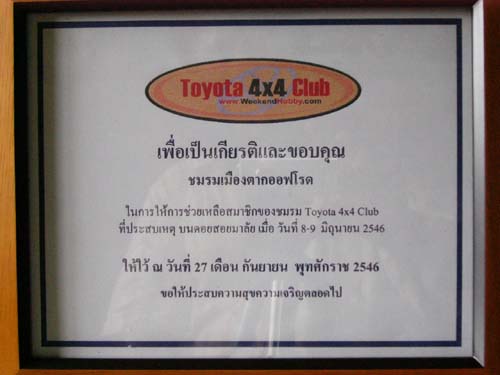 Toyota 4x4 Club
www.WeekendHobby.com
เพื่อเป็นเกียรติและขอบคุณ
ชมรมเมืองตากออฟโรด
ในการให้การช่วยเหลือสมาชิกของชมรม Toyota 4x4 Club
ที่ประสบเหตุ บนดอยสอยมาลัย เมื่อ วันที่ 8-9 มิถุนายน 2546
ให้ไว้ ณ วันที่ 27 เดือน กันยายน พุทศักราช 2546
ขอให้ประสบความสุขความเจริญตลอดไป